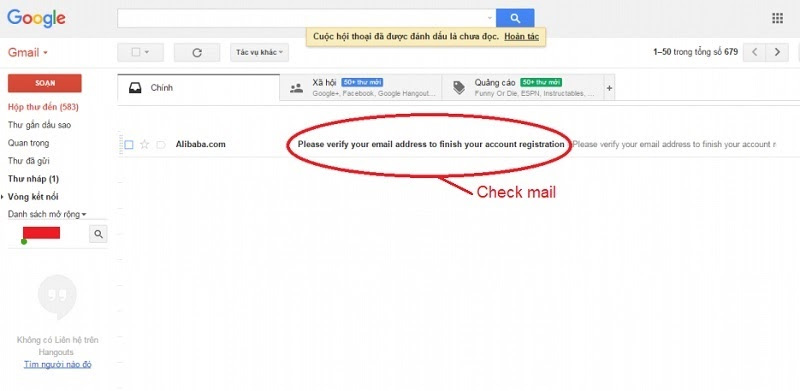 Google
Cuộc hội thoại đã được đánh dấu là chưa đọc. Hoàn tác
Gmail
Tác vụ khác
1–50 trong tổng số 679
SOẠN
Chính
Xã hội 50+ thư mới
Google+, Facebook, Google Hangout...
Quảng cáo 50+ thư mới
Funny Or Die, ESPN, Instructables, ...
+
Hộp thư đến (583)
Thư gắn dấu sao
Quan trọng
Thư đã gửi
Thư nháp (1)
Vòng kết nối
Danh sách mở rộng
Alibaba.com Please verify your email address to finish your account registration Please verify your email address to finish your account r
Check mail
Không có Liên hệ trên
Hangouts
Tìm người nào đó